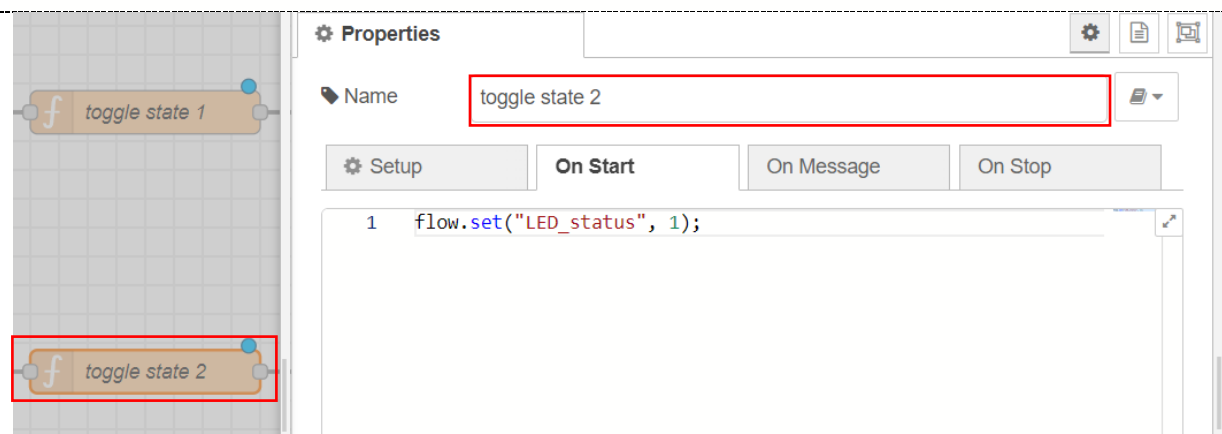 Properties
toggle state 1
Name
toggle state 2
Setup
On Start
On Message
On Stop
1 flow.set("LED_status", 1);
toggle state 2